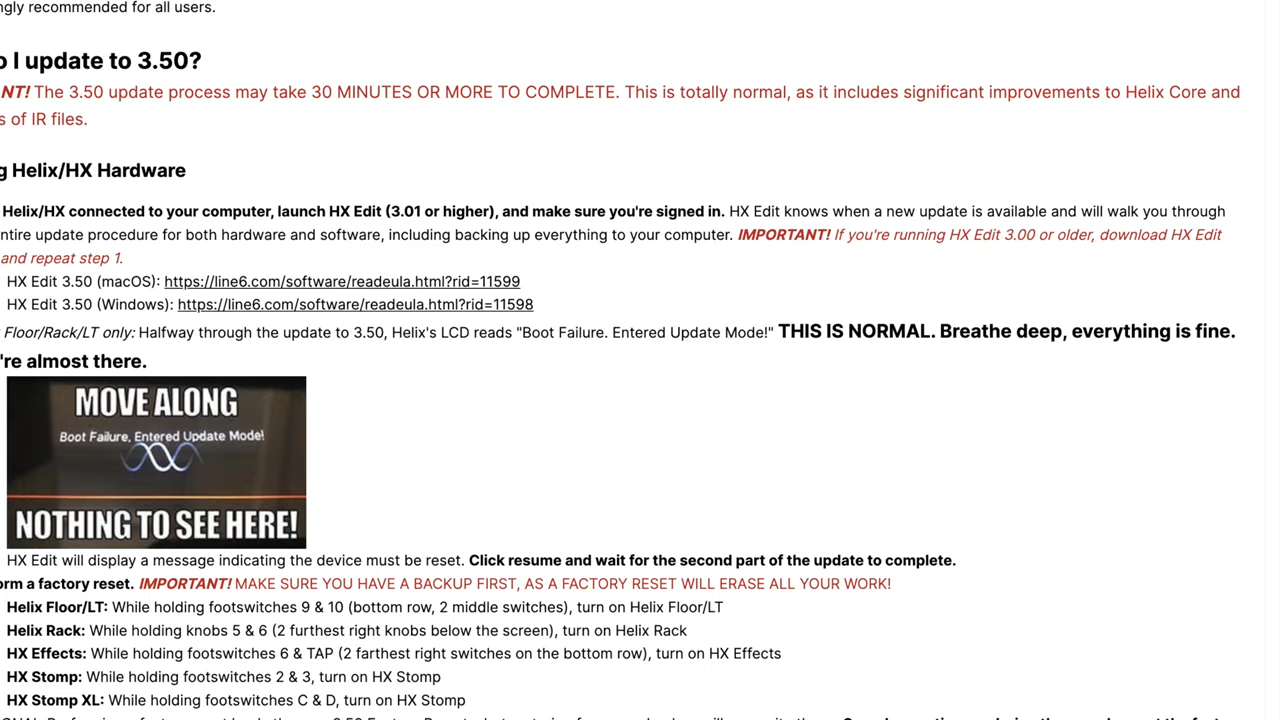 ngly recommended for all users.
o I update to 3.50?
NT! The 3.50 update process may take 30 MINUTES OR MORE TO COMPLETE. This is totally normal, as it includes significant improvements to Helix Core and
s of IR files.
g Helix/HX Hardware
Helix/HX connected to your computer, launch HX Edit (3.01 or higher), and make sure you're signed in. HX Edit knows when a new update is available and will walk you through
ntire update procedure for both hardware and software, including backing up everything to your computer. IMPORTANT! If you're running HX Edit 3.00 or older, download HX Edit
and repeat step 1.
HX Edit 3.50 (macOS): https://line6.com/software/readeula.html?rid=11599
HX Edit 3.50 (Windows): https://line6.com/software/readeula.html?rid=11598
Floor/Rack/LT only: Halfway through the update to 3.50, Helix's LCD reads "Boot Failure. Entered Update Mode!" THIS IS NORMAL. Breathe deep, everything is fine.
're almost there.
MOVE ALONG
Boot Failure, Entered Update Mode!
NOTHING TO SEE HERE!
HX Edit will display a message indicating the device must be reset. Click resume and wait for the second part of the update to complete.
orm a factory reset. IMPORTANT! MAKE SURE YOU HAVE A BACKUP FIRST, AS A FACTORY RESET WILL ERASE ALL YOUR WORK!
Helix Floor/LT: While holding footswitches 9 & 10 (bottom row, 2 middle switches), turn on Helix Floor/LT
Helix Rack: While holding knobs 5 & 6 (2 furthest right knobs below the screen), turn on Helix Rack
HX Effects: While holding footswitches 6 & TAP (2 farthest right switches on the bottom row), turn on HX Effects
HX Stomp: While holding footswitches 2 & 3, turn on HX Stomp
HX Stomp XL: While holding footswitches C & D, turn on HX Stomp